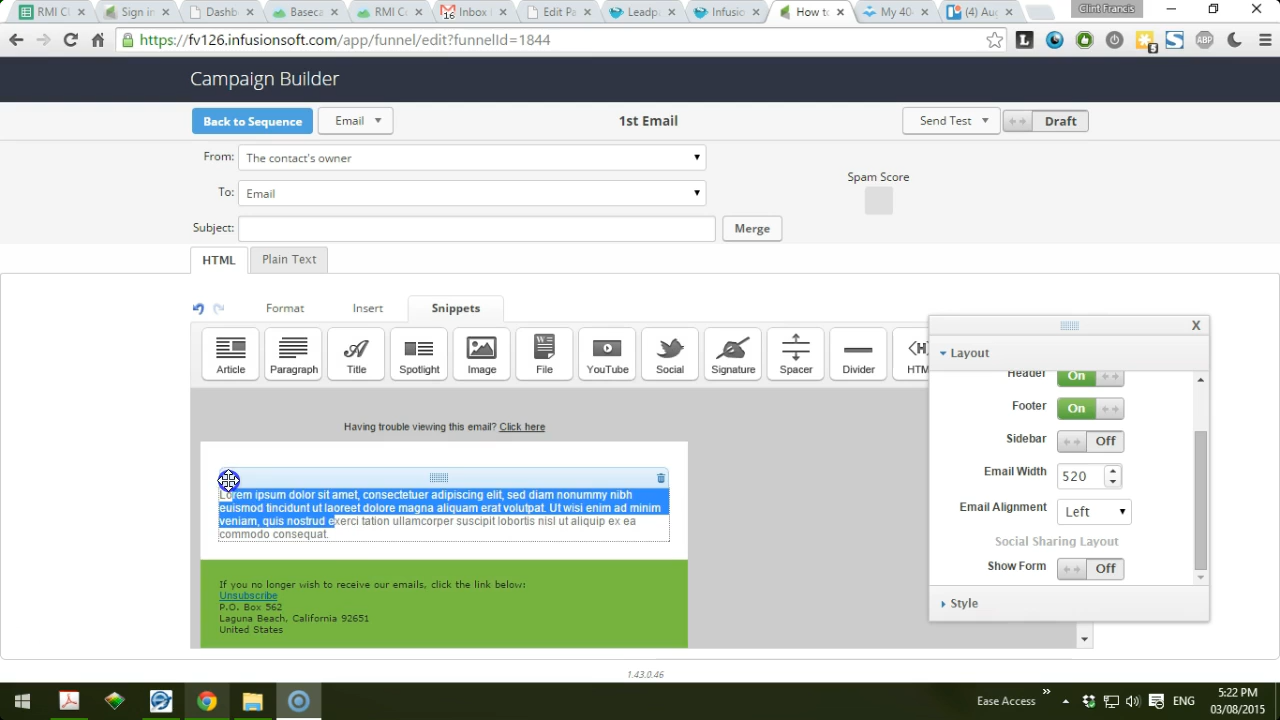 RMI C
Sign in
Dashb
Baseca
RMI C
Inbox
Edit Pa
Leadp
Infusio
How to
My 40
(4) Aug
Clint Francis
https://fv126.infusionsoft.com/app/funnel/edit?funnelId=1844
Campaign Builder
Back to Sequence
Email
1st Email
Send Test
Draft
From: The contact's owner
To: Email
Spam Score
Subject:
Merge
HTML
Plain Text
Format
Insert
Snippets
Article
Paragraph
Title
Spotlight
Image
File
YouTube
Social
Signature
Spacer
Divider
HTM
X
Layout
Header On
Footer On
Sidebar Off
Email Width 520
Email Alignment Left
Social Sharing Layout
Show Form Off
Style
Having trouble viewing this email? Click here
Lorem ipsum dolor sit amet, consectetuer adipiscing elit, sed diam nonummy nibh
euismod tincidunt ut laoreet dolore magna aliquam erat volutpat. Ut wisi enim ad minim
veniam, quis nostrud exerci tation ullamcorper suscipit lobortis nisl ut aliquip ex ea
commodo consequat.
If you no longer wish to receive our emails, click the link below:
Unsubscribe
P.O. Box 562
Laguna Beach, California 92651
United States
1.43.0.46
Ease Access
ENG
5:22 PM
03/08/2015